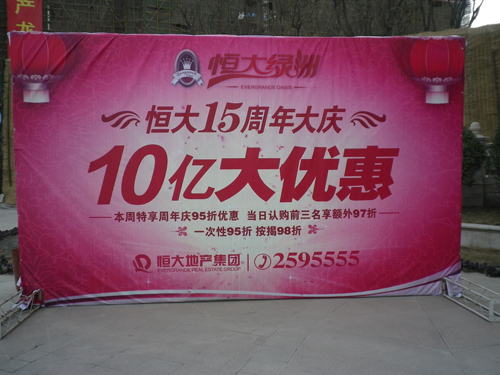 产龙
恒大绿洲
EVERGRANDE OASIS
恒大15周年大庆
10亿大优惠
本周特享周年庆95折优惠 当日认购前三名享额外97折
一次性95折 按揭98折
恒大地产集团
EVERGRANDE REAL ESTATE GROUP
2595555